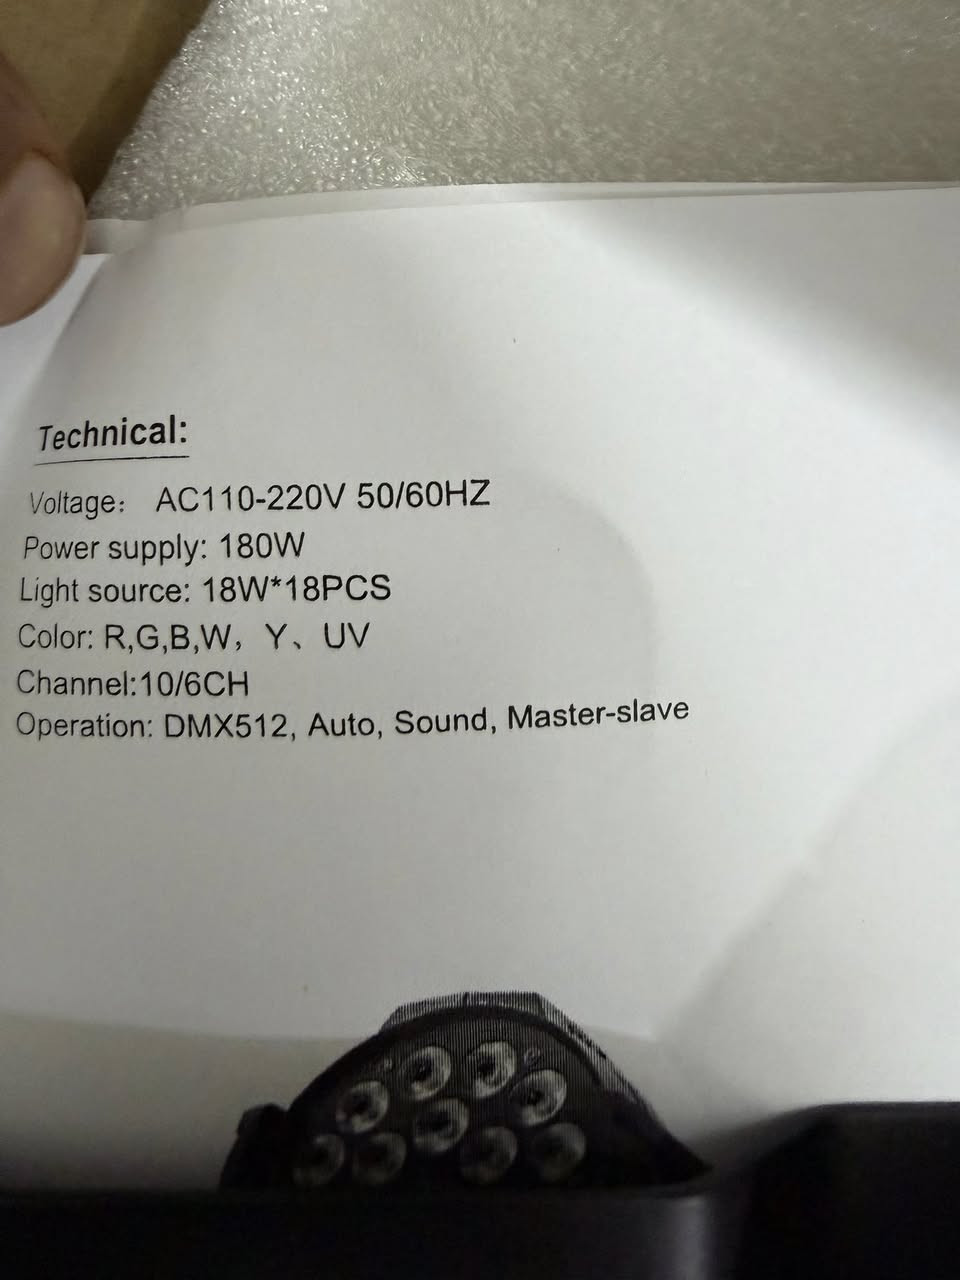 Technical:
Voltage： AC110-220V 50/60HZ
Power supply: 180W
Light source: 18W*18PCS
Color: R,G,B,W，Y、UV
Channel:10/6CH
Operation: DMX512, Auto, Sound, Master-slave